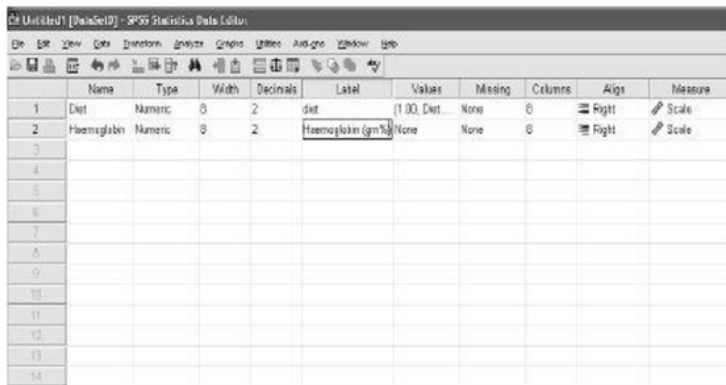 Untitled1 [DataSet0] - SPSS Statistics Data Editor
File Edit View Data Transform Analyze Graphs Utilities Add-ons Window Help
Name Type Width Decimals Label Values Missing Columns Align Measure
1 Diet Numeric 8 2 diet {1.00, Diet ... None 8 Right Scale
2 Haemoglobin Numeric 8 2 Haemoglobin (gm%) None None 8 Right Scale
3
4
5
6
7
8
9
10
11
12
13
14